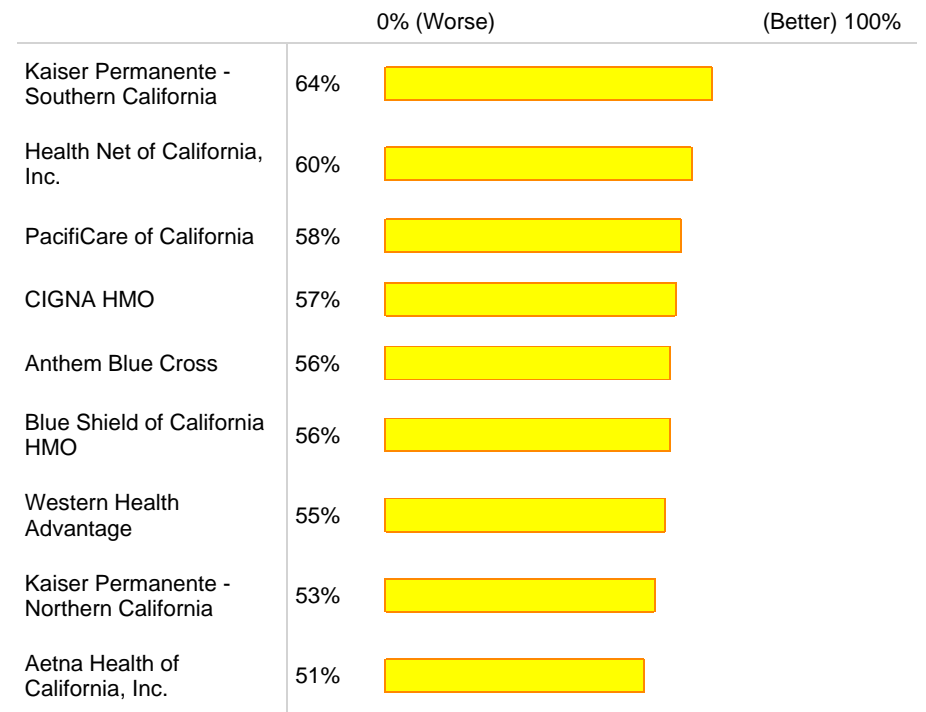 0% (Worse) (Better) 100%
Kaiser Permanente -
Southern California
64%
Health Net of California,
Inc.
60%
PacifiCare of California 58%
CIGNA HMO 57%
Anthem Blue Cross 56%
Blue Shield of California
HMO
56%
Western Health
Advantage
55%
Kaiser Permanente -
Northern California
53%
Aetna Health of
California, Inc.
51%